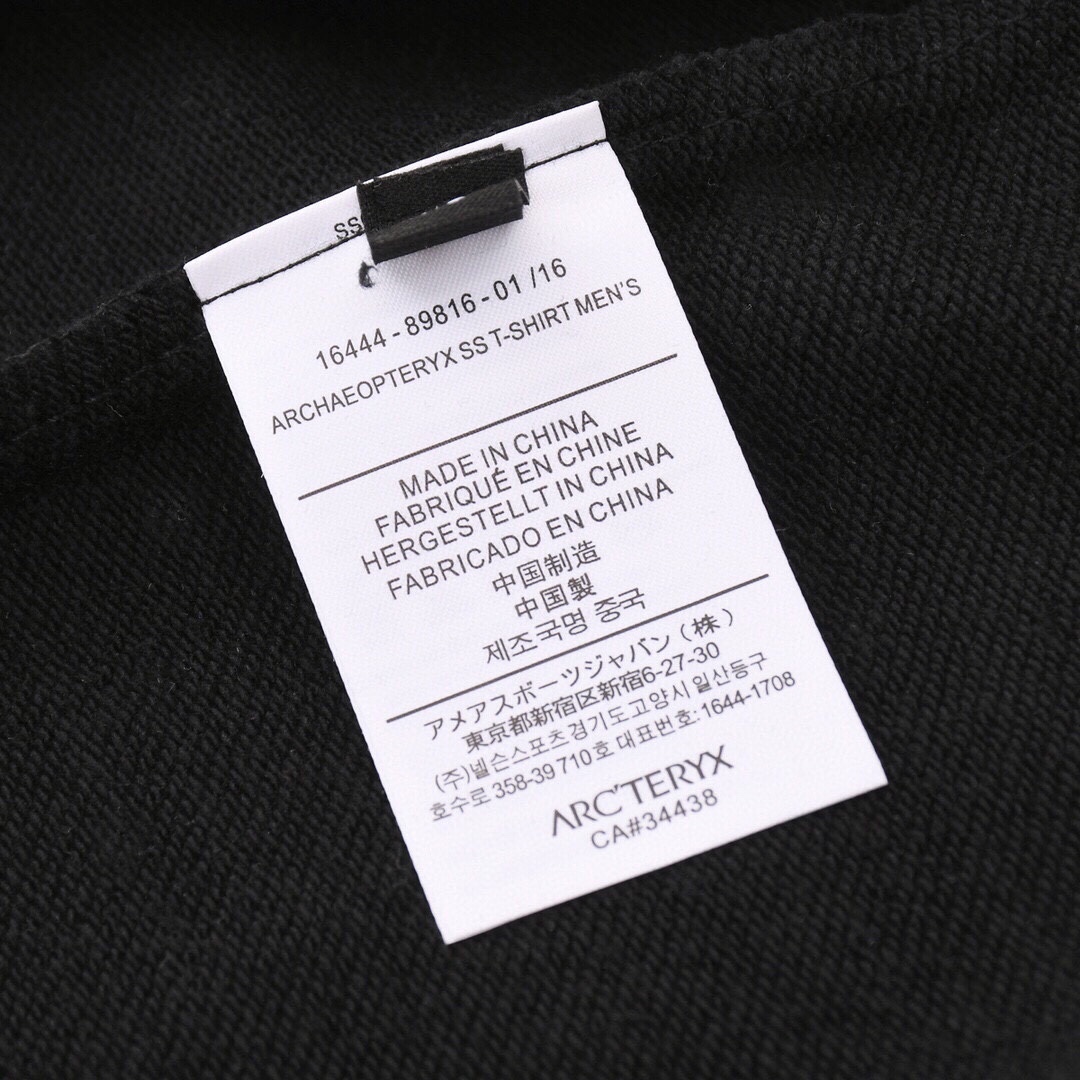 SS
16444-89816-01 /16
ARCHAEOPTERYX SS T-SHIRT MEN'S
MADE IN CHINA
FABRIQUÉ EN CHINE
HERGESTELLT IN CHINA
FABRICADO EN CHINA
中国制造
中国製
제조국명 중국
アメアスポーツジャパン(株)
東京都新宿区新宿6-27-30
(주)넬슨스포츠경기도고양시 일산동구
호수로 358-39 710호 대표번호: 1644-1708
ARC'TERYX
CA#34438